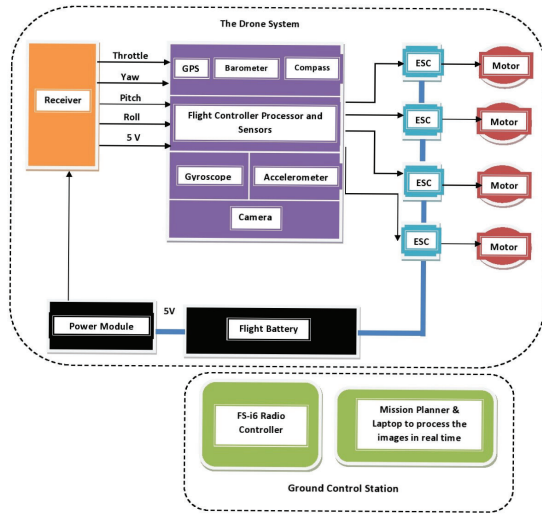 The Drone System
Throttle
Yaw
Pitch
Roll
5 V
Receiver
GPS
Barometer
Compass
Flight Controller Processor and
Sensors
Gyroscope
Accelerometer
Camera
ESC
Motor
ESC
Motor
ESC
Motor
ESC
Motor
Power Module
5V
Flight Battery
FS-i6 Radio
Controller
Mission Planner &
Laptop to process the
images in real time
Ground Control Station